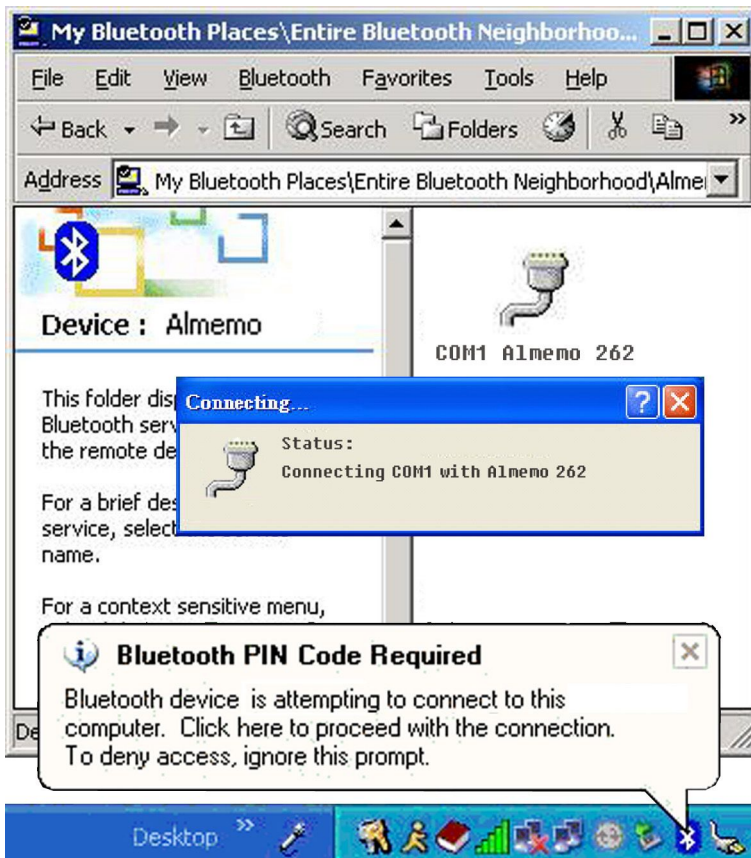 My Bluetooth Places\Entire Bluetooth Neighborhoo...
File Edit View Bluetooth Favorites Tools Help
Back Search Folders »
Address My Bluetooth Places\Entire Bluetooth Neighborhood\Alme
Device : Almemo
COM1 Almemo 262
This folder dis
Bluetooth serv
the remote de
For a brief des
service, select
name.
For a context sensitive menu,
Connecting...
Status:
Connecting COM1 with Almemo 262
Bluetooth PIN Code Required
Bluetooth device is attempting to connect to this
computer. Click here to proceed with the connection.
To deny access, ignore this prompt.
De
Desktop »